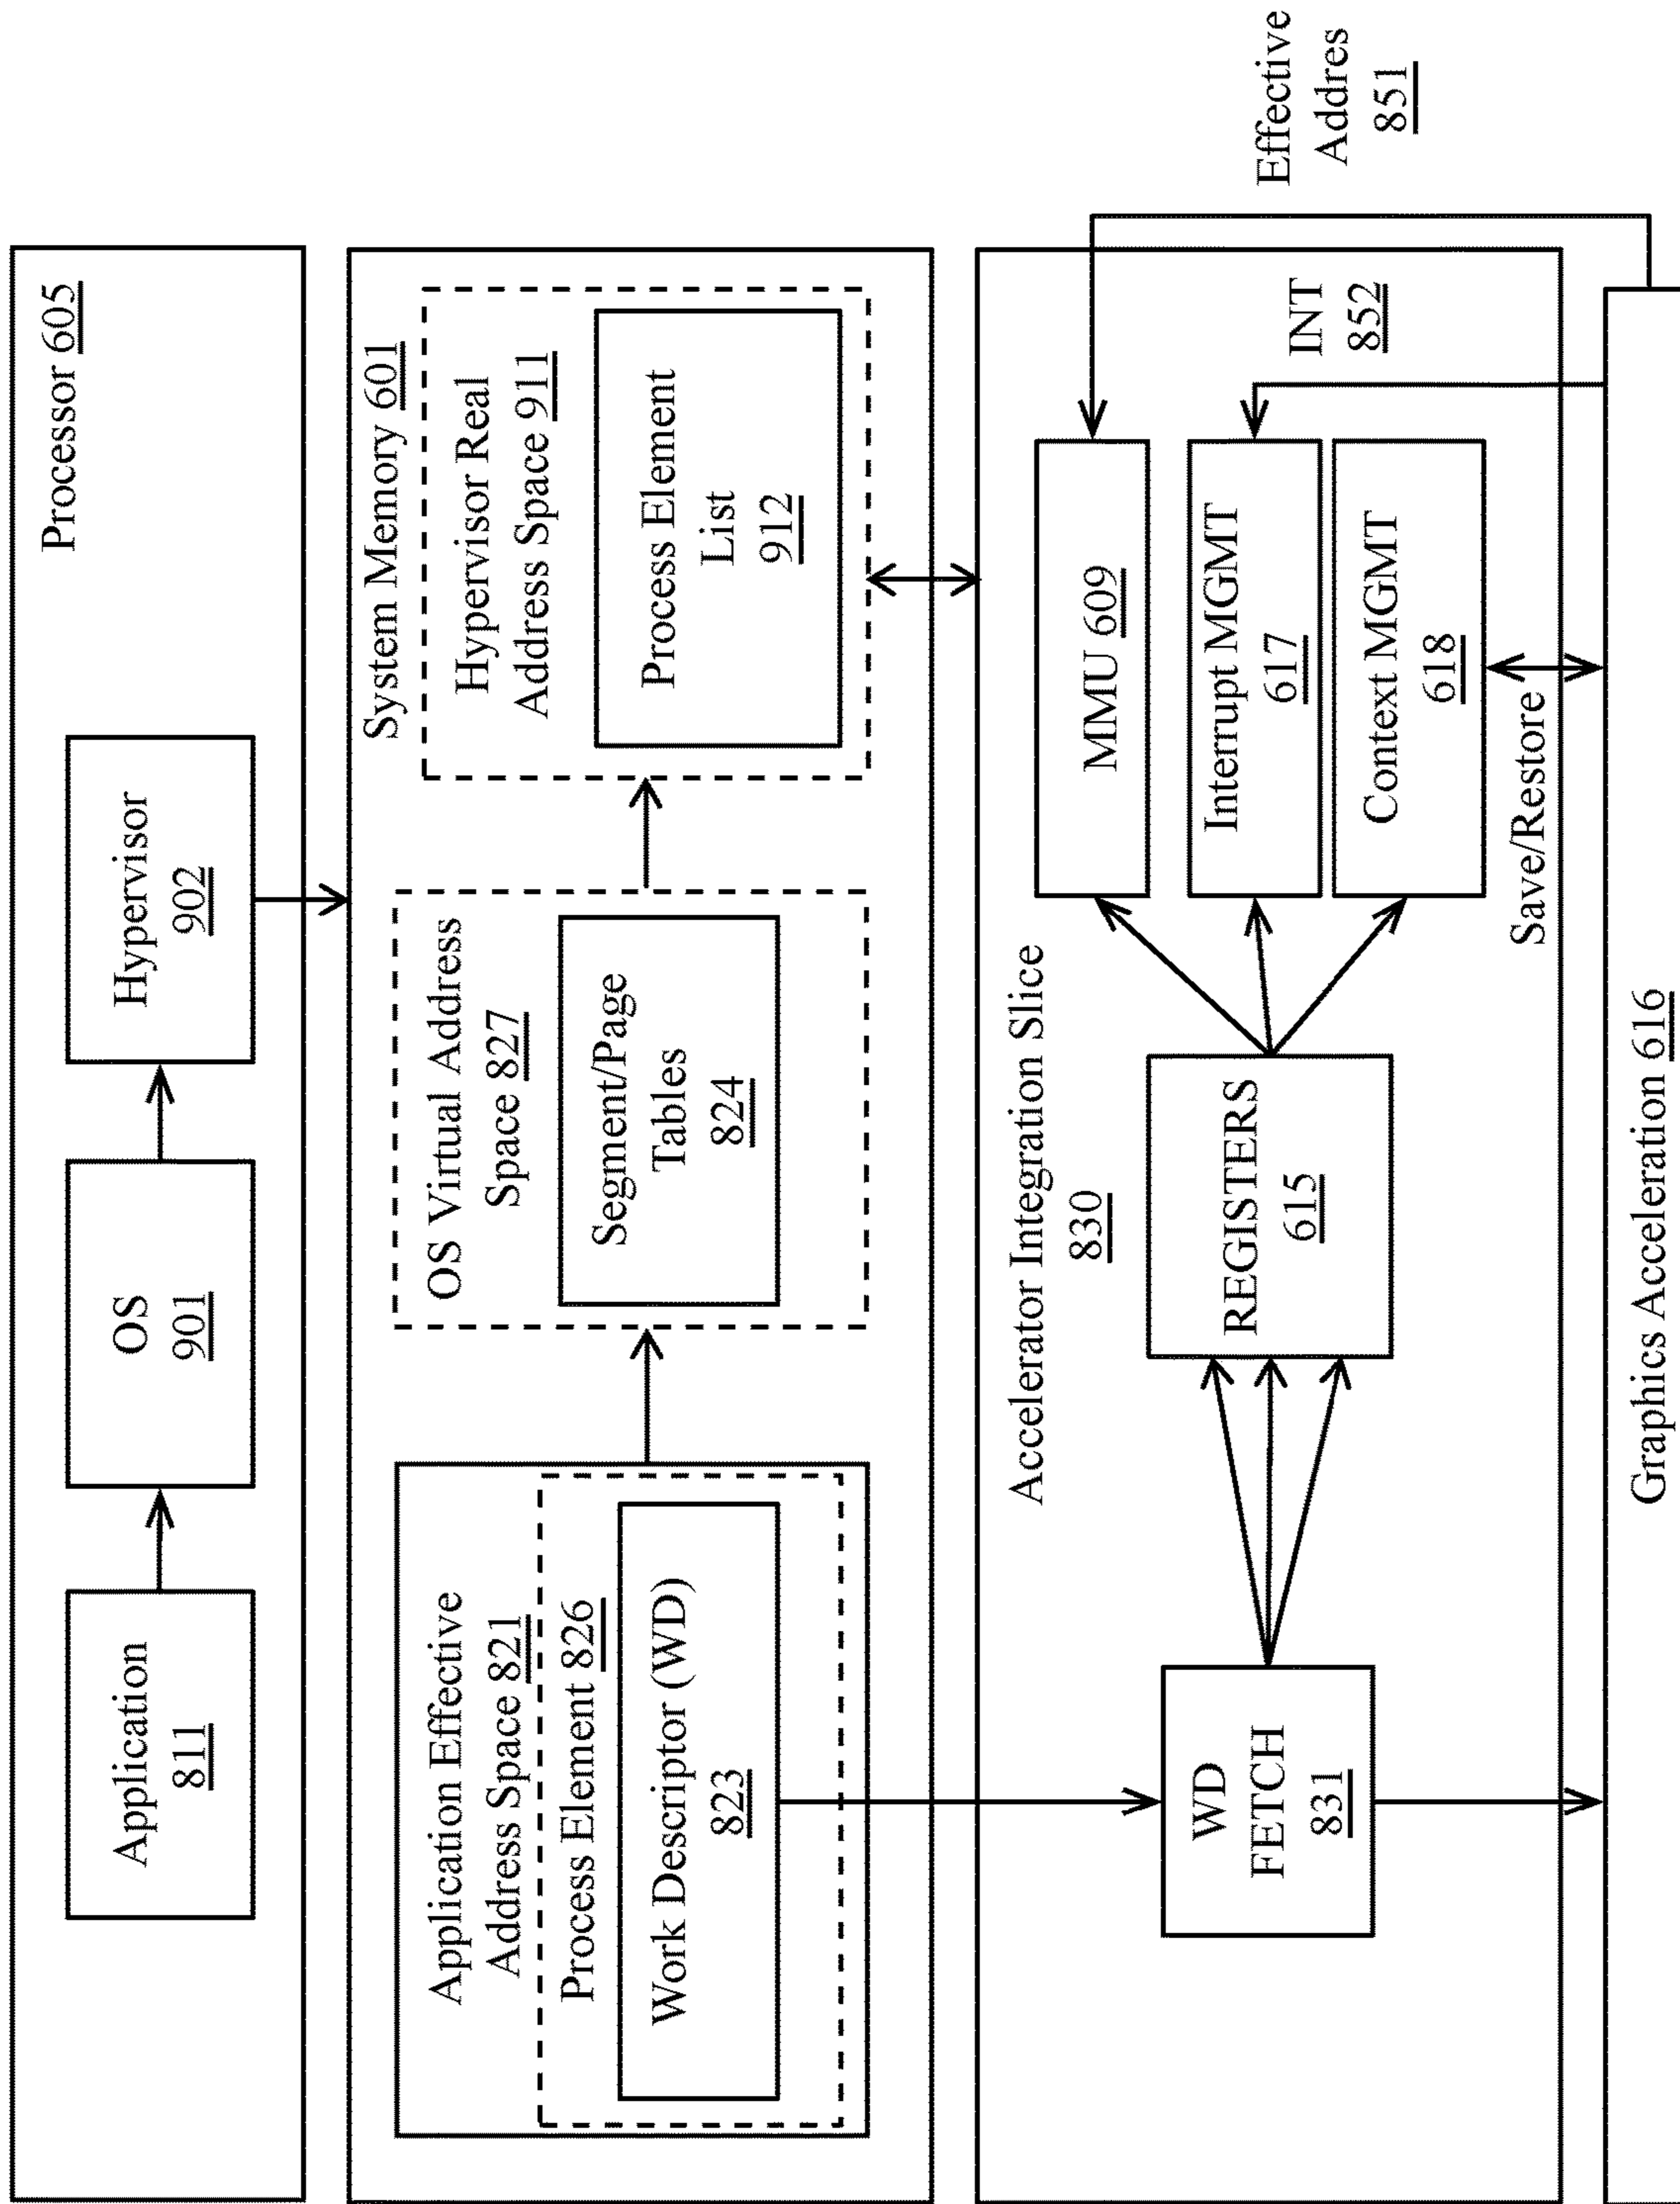 Processor 605
Application
811
OS
901
Hypervisor
902
System Memory 601
Application Effective
Address Space 821
Process Element 826
Work Descriptor (WD)
823
OS Virtual Address
Space 827
Segment/Page
Tables
824
Hypervisor Real
Address Space 911
Process Element
List
912
Accelerator Integration Slice
830
WD
FETCH
831
REGISTERS
615
MMU 609
Interrupt MGMT
617
Context MGMT
618
INT
852
Effective
Addres
851
Save/Restore
Graphics Acceleration 616